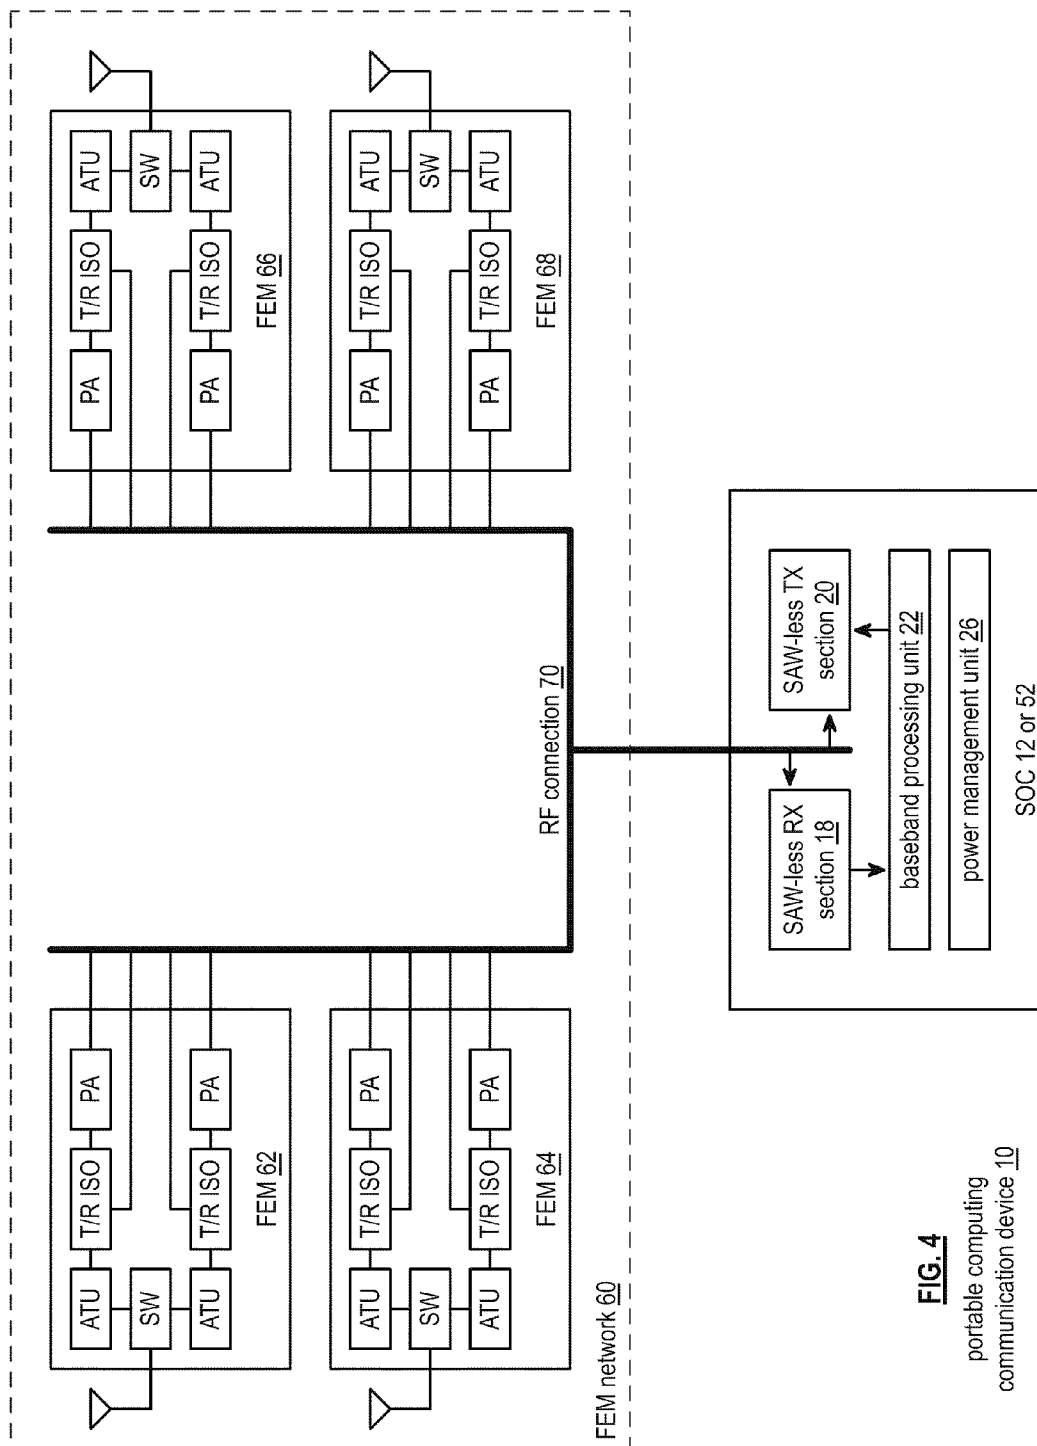 ATU
T/R ISO
PA
SW
ATU
T/R ISO
PA
FEM 62
PA
T/R ISO
ATU
SW
PA
T/R ISO
ATU
FEM 66
ATU
T/R ISO
PA
SW
ATU
T/R ISO
PA
FEM 64
PA
T/R ISO
ATU
SW
PA
T/R ISO
ATU
FEM 68
RF connection 70
FEM network 60
SAW-less RX
section 18
SAW-less TX
section 20
baseband processing unit 22
power management unit 26
SOC 12 or 52
FIG. 4
portable computing
communication device 10